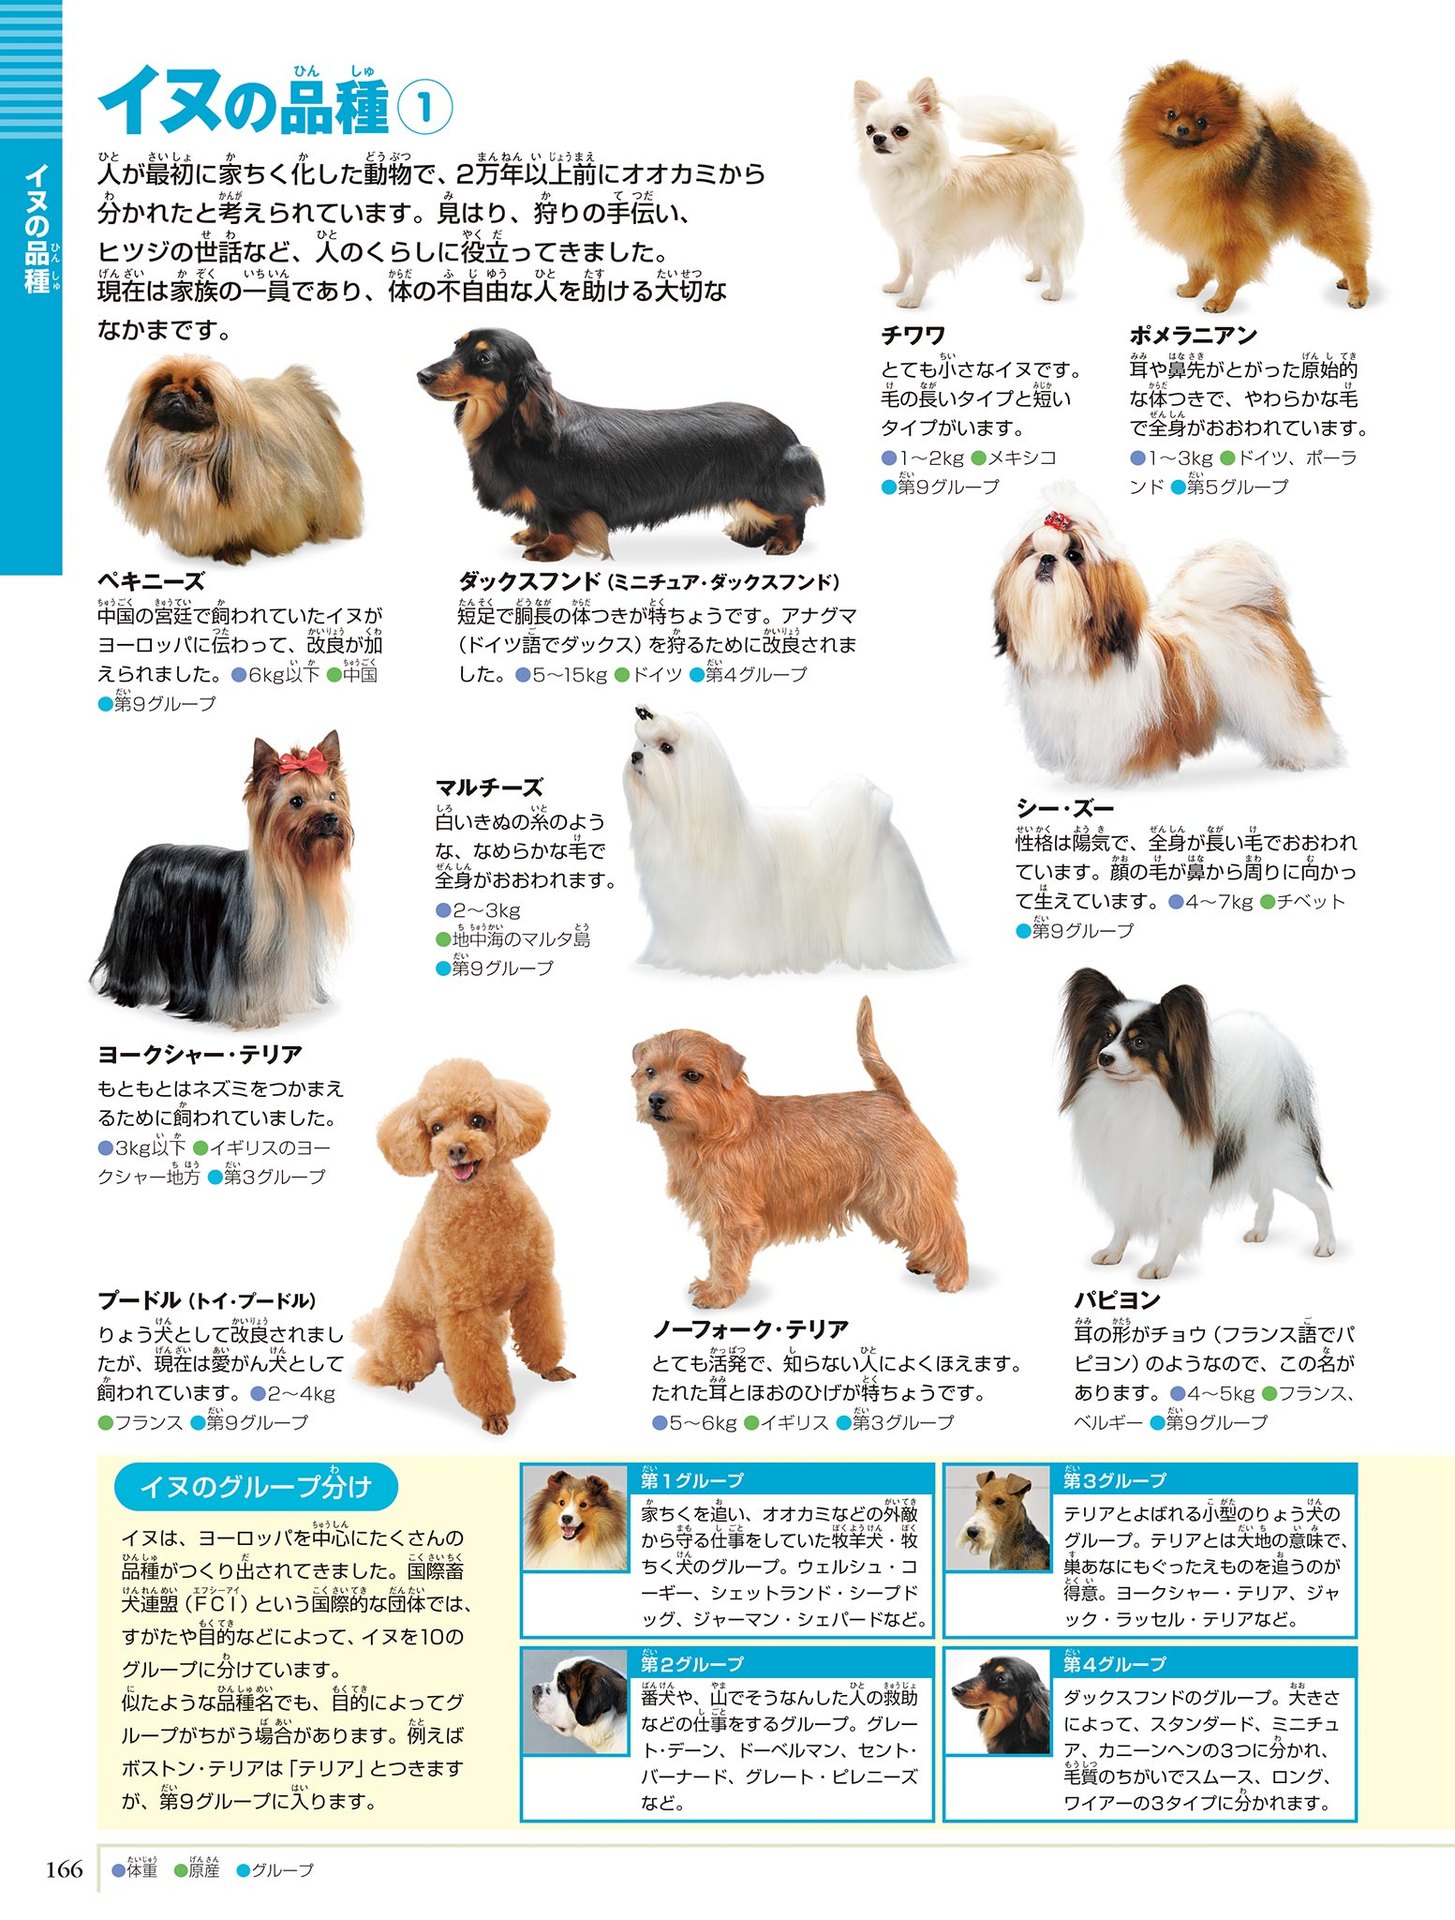 イヌの品種①
イヌの品種
人が最初に家ちく化した動物で、2万年以上前にオオカミから
分かれたと考えられています。見はり、狩りの手伝い、
ヒツジの世話など、人のくらしに役立ってきました。
現在は家族の一員であり、体の不自由な人を助ける大切な
なかまです。
チワワ
とても小さなイヌです。
毛の長いタイプと短い
タイプがいます。
●1〜2kg ●メキシコ
●第9グループ
ポメラニアン
耳や鼻先がとがった原始的
な体つきで、やわらかな毛
で全身がおおわれています。
●1〜3kg ●ドイツ、ポーラ
ンド ●第5グループ
ペキニーズ
中国の宮廷で飼われていたイヌが
ヨーロッパに伝わって、改良が加
えられました。●6kg以下 ●中国
●第9グループ
ダックスフンド(ミニチュア・ダックスフンド)
短足で胴長の体つきが特ちょうです。アナグマ
(ドイツ語でダックス)を狩るために改良されま
した。●5〜15kg ●ドイツ ●第4グループ
マルチーズ
白いきぬの糸のよう
な、なめらかな毛で
全身がおおわれます。
●2〜3kg
●地中海のマルタ島
●第9グループ
シー・ズー
性格は陽気で、全身が長い毛でおおわれ
ています。顔の毛が鼻から周りに向かっ
て生えています。●4〜7kg ●チベット
●第9グループ
ヨークシャー・テリア
もともとはネズミをつかまえ
るために飼われていました。
●3kg以下 ●イギリスのヨー
クシャー地方 ●第3グループ
プードル(トイ・プードル)
りょう犬として改良されまし
たが、現在は愛がん犬として
飼われています。●2〜4kg
●フランス ●第9グループ
ノーフォーク・テリア
とても活発で、知らない人によくほえます。
たれた耳とほおのひげが特ちょうです。
●5〜6kg ●イギリス ●第3グループ
パピヨン
耳の形がチョウ(フランス語でパ
ピヨン)のようなので、この名が
あります。●4〜5kg ●フランス、
ベルギー ●第9グループ
イヌのグループ分け
イヌは、ヨーロッパを中心にたくさんの
品種がつくり出されてきました。国際畜
犬連盟(FCI)という国際的な団体では、
すがたや目的などによって、イヌを10の
グループに分けています。
似たような品種名でも、目的によってグ
ループがちがう場合があります。例えば
ボストン・テリアは「テリア」とつきます
が、第9グループに入ります。
第1グループ
家ちくを追い、オオカミなどの外敵
から守る仕事をしていた牧羊犬・牧
ちく犬のグループ。ウェルシュ・コ
ーギー、シェットランド・シープド
ッグ、ジャーマン・シェパードなど。
第2グループ
番犬や、山でそうなんした人の救助
などの仕事をするグループ。グレー
ト・デーン、ドーベルマン、セント・
バーナード、グレート・ピレニーズ
など。
第3グループ
テリアとよばれる小型のりょう犬の
グループ。テリアとは大地の意味で、
巣あなにもぐったえものを追うのが
得意。ヨークシャー・テリア、ジャ
ック・ラッセル・テリアなど。
第4グループ
ダックスフンドのグループ。大きさ
によって、スタンダード、ミニチュ
ア、カニーンヘンの3つに分かれ、
毛質のちがいでスムース、ロング、
ワイアーの3タイプに分かれます。
166 ●体重 ●原産 ●グループ